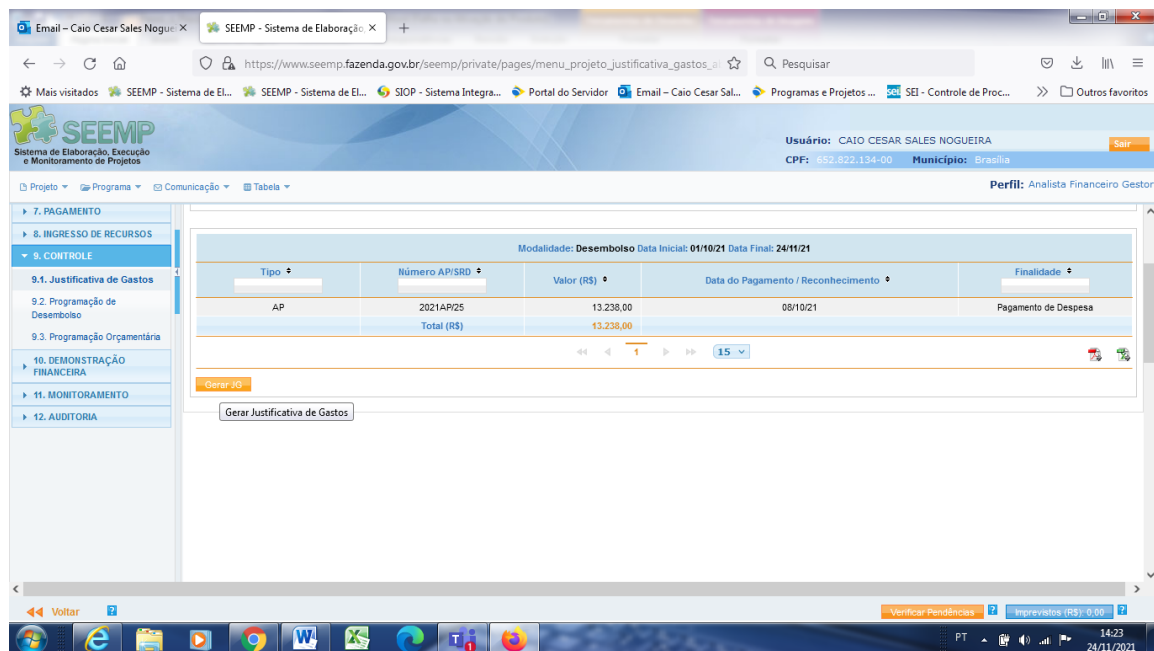 Email – Caio Cesar Sales Nogue
SEEMP - Sistema de Elaboração
https://www.seemp.fazenda.gov.br/seemp/private/pages/menu_projeto_justificativa_gastos_a
Pesquisar
Mais visitados
SEEMP - Sistema de El...
SEEMP - Sistema de El...
SIOP - Sistema Integra...
Portal do Servidor
Email – Caio Cesar Sal...
Programas e Projetos ...
SEI - Controle de Proc...
Outros favoritos
SEEMP
Sistema de Elaboração, Execução
e Monitoramento de Projetos
Usuário: CAIO CESAR SALES NOGUEIRA
Sair
CPF: 652.822.134-00 Município: Brasília
Projeto Programa Comunicação Tabela
Perfil: Analista Financeiro Gestor
7. PAGAMENTO
8. INGRESSO DE RECURSOS
9. CONTROLE
9.1. Justificativa de Gastos
9.2. Programação de
Desembolso
9.3. Programação Orçamentária
10. DEMONSTRAÇÃO
FINANCEIRA
11. MONITORAMENTO
12. AUDITORIA
Modalidade: Desembolso Data Inicial: 01/10/21 Data Final: 24/11/21
Tipo Número AP/SRD Valor (R$) Data do Pagamento / Reconhecimento Finalidade
AP 2021AP/25 13.238,00 08/10/21 Pagamento de Despesa
Total (R$) 13.238,00
1 15
Gerar JG
Gerar Justificativa de Gastos
Voltar
Verificar Pendências
Imprevistos (R$): 0,00
PT
14:23
24/11/2021